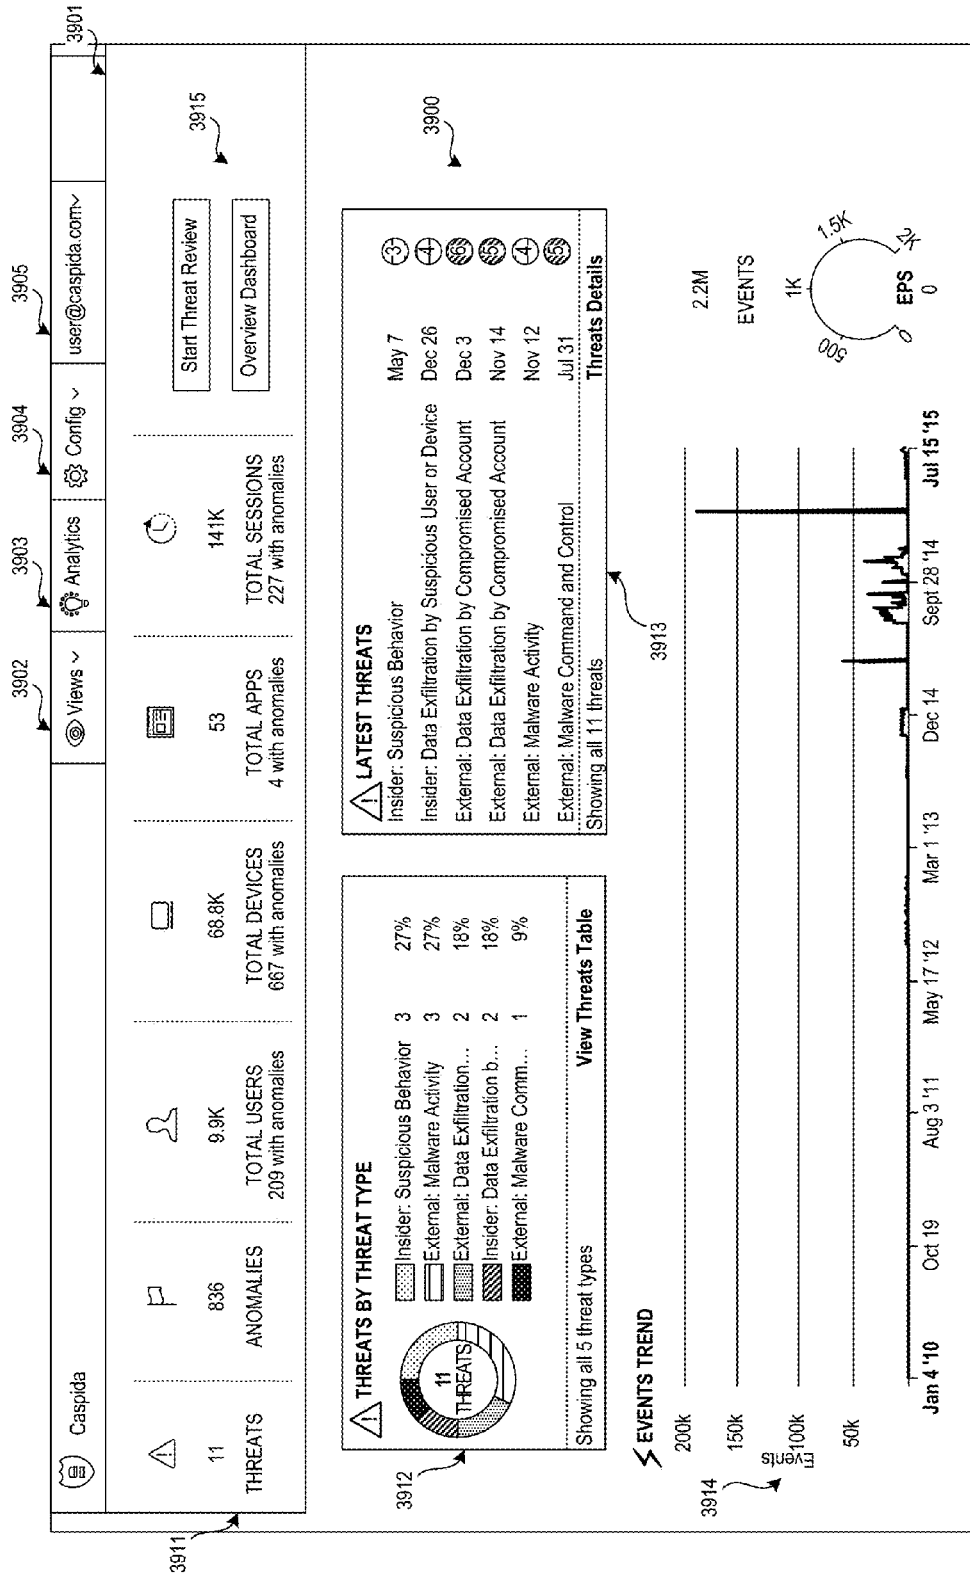 3901
3902
3903
3904
3905
Caspida
Views
Analytics
Config
user@caspida.com
3911
11
THREATS
836
ANOMALIES
9.9K
TOTAL USERS
209 with anomalies
68.8K
TOTAL DEVICES
667 with anomalies
53
TOTAL APPS
4 with anomalies
141K
TOTAL SESSIONS
227 with anomalies
Start Threat Review
Overview Dashboard
3915
3900
3912
THREATS BY THREAT TYPE
11
THREATS
Insider: Suspicious Behavior 3 27%
External: Malware Activity 3 27%
External: Data Exfiltration... 2 18%
Insider: Data Exfiltration b... 2 18%
External: Malware Comm... 1 9%
Showing all 5 threat types View Threats Table
LATEST THREATS
Insider: Suspicious Behavior May 7 3
Insider: Data Exfiltration by Suspicious User or Device Dec 26 4
External: Data Exfiltration by Compromised Account Dec 3 6
External: Data Exfiltration by Compromised Account Nov 14 5
External: Malware Activity Nov 12 4
External: Malware Command and Control Jul 31 5
Showing all 11 threats Threats Details
3913
EVENTS TREND
3914
Events
200k
150k
100k
50k
Jan 4 '10 Oct 19 Aug 3 '11 May 17 '12 Mar 1 '13 Dec 14 Sept 28 '14 Jul 15 '15
2.2M
EVENTS
0 500 1K 1.5K 2K
EPS
0